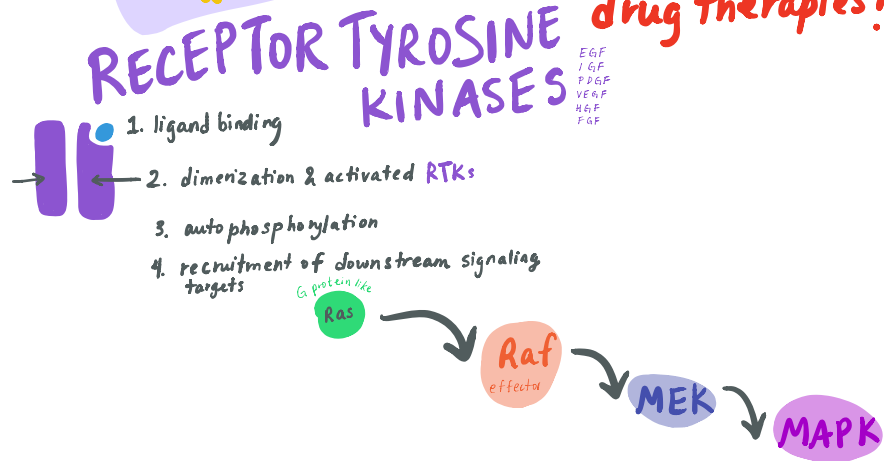 drug therapies!
RECEPTOR TYROSINE
KINASES
EGF
IGF
PDGF
VEGF
HGF
FGF
1. ligand binding
2. dimerization & activated RTKs
3. autophosphorylation
4. recruitment of downstream signaling
targets
G protein like
Ras
Raf
effector
MEK
MAPK